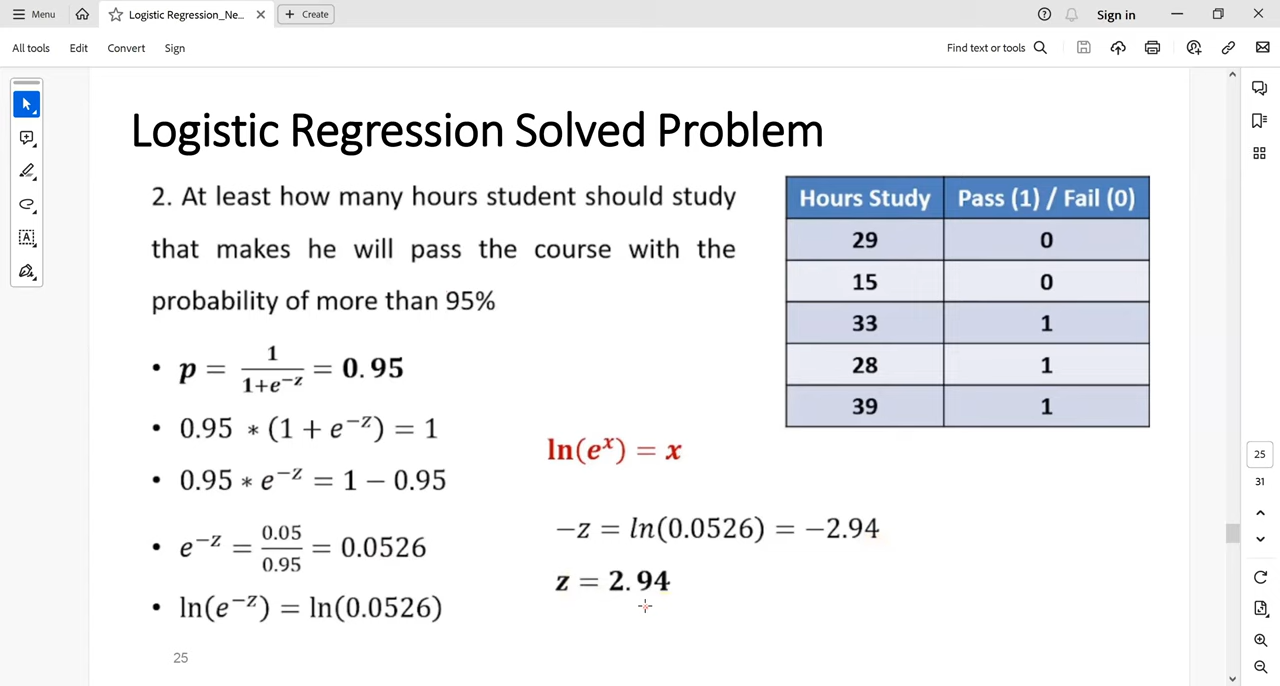 Menu
Logistic Regression_Ne...
Create
Sign in
All tools Edit Convert Sign
Find text or tools
Logistic Regression Solved Problem
2. At least how many hours student should study
that makes he will pass the course with the
probability of more than 95%
• p = 1/(1+e^{-z}) = 0.95
• 0.95 * (1 + e^{-z}) = 1
• 0.95 * e^{-z} = 1 − 0.95
• e^{-z} = 0.05/0.95 = 0.0526
• ln(e^{-z}) = ln(0.0526)
ln(e^x) = x
−z = ln(0.0526) = −2.94
z = 2.94
Hours Study Pass (1) / Fail (0)
29 0
15 0
33 1
28 1
39 1
25
25
31